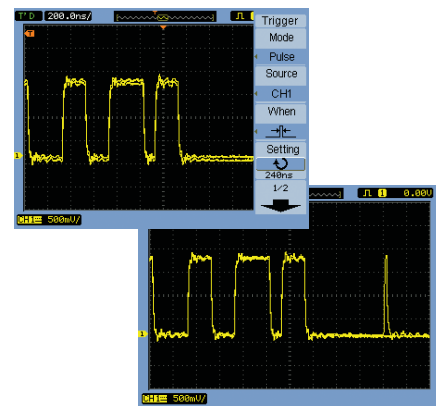 T'D 200.0ns/
T
Trigger
Mode
Pulse
Source
CH1
When
Setting
240ns
1/2
1
CH1 500mV/
1 0.00V
1
CH1 500mV/